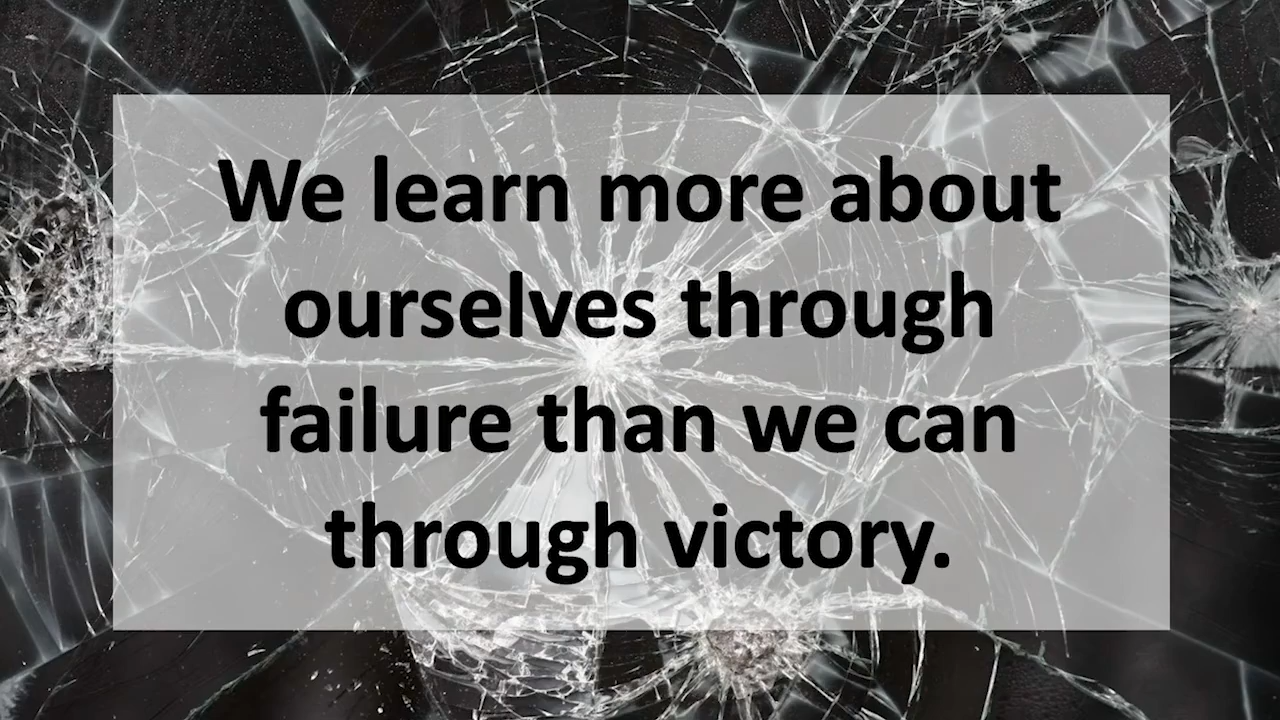 We learn more about
ourselves through
failure than we can
through victory.